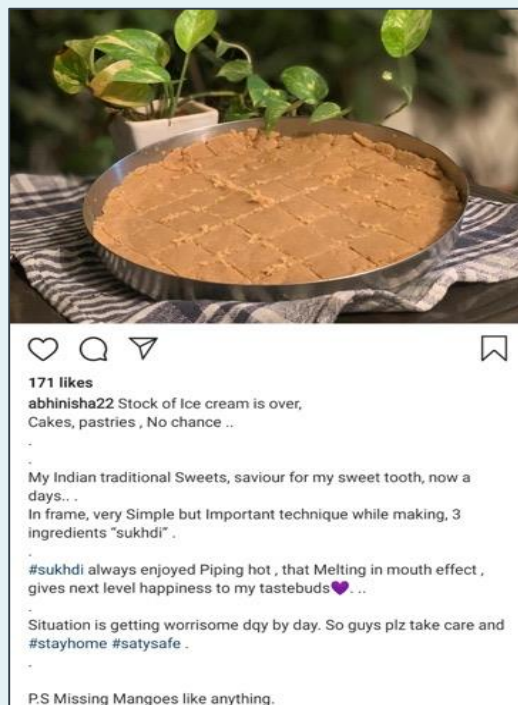 171 likes
abhinisha22 Stock of Ice cream is over,
Cakes, pastries , No chance ..
.
.
My Indian traditional Sweets, saviour for my sweet tooth, now a
days.. .
In frame, very Simple but Important technique while making, 3
ingredients “sukhdi” .
.
#sukhdi always enjoyed Piping hot , that Melting in mouth effect ,
gives next level happiness to my tastebuds💜. ..
.
Situation is getting worrisome dqy by day. So guys plz take care and
#stayhome #satysafe .
.
P.S Missing Mangoes like anything.